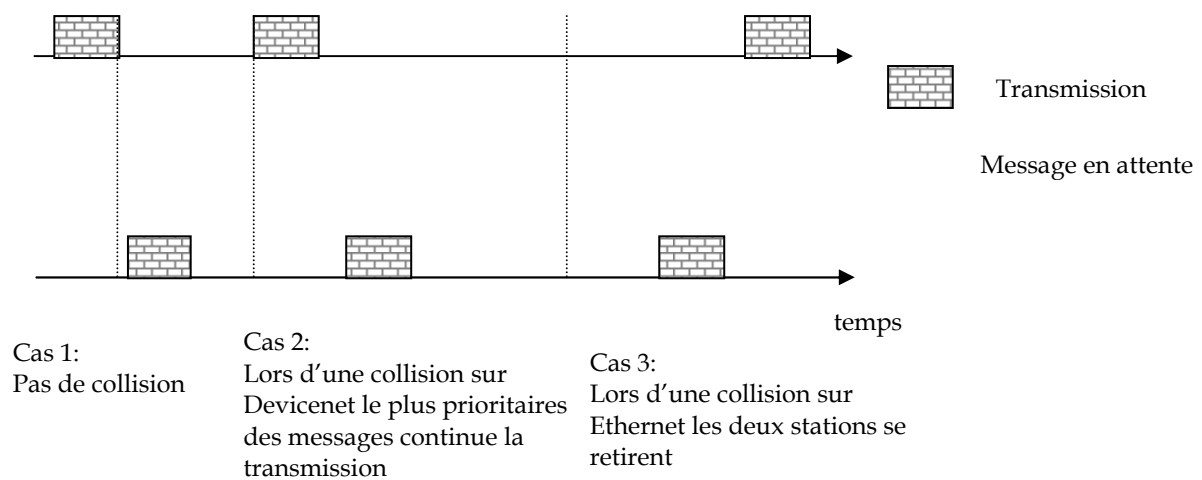 Transmission
Message en attente
temps
Cas 1:
Pas de collision
Cas 2:
Lors d’une collision sur
Devicenet le plus prioritaires
des messages continue la
transmission
Cas 3:
Lors d’une collision sur
Ethernet les deux stations se
retirent